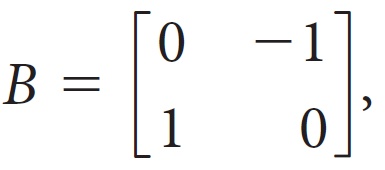 B = [0 −1
1 0],